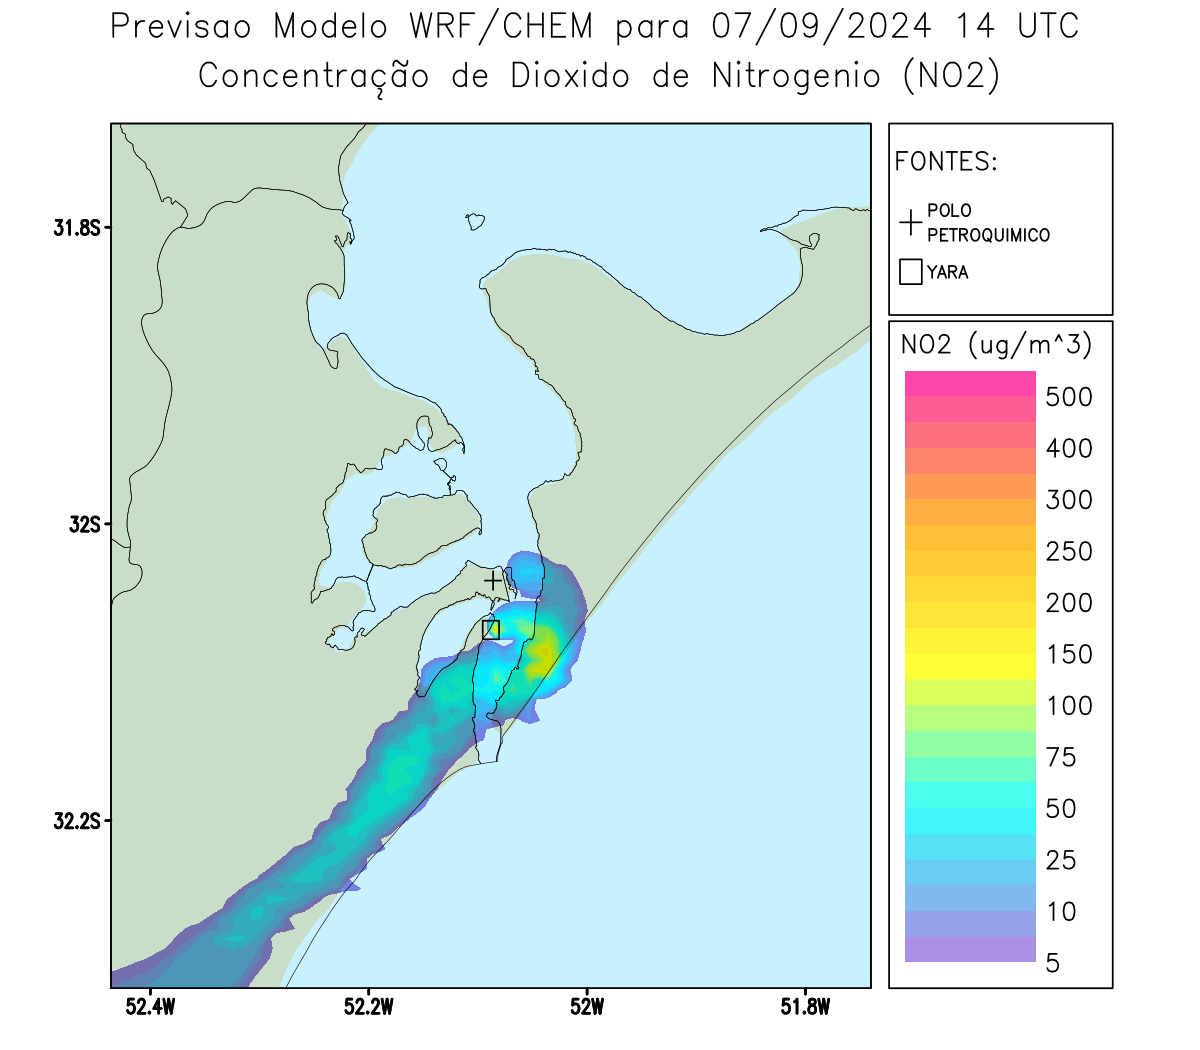 Previsao Modelo WRF/CHEM para 07/09/2024 14 UTC
Concentração de Dioxido de Nitrogenio (NO2)
FONTES:
POLO
PETROQUIMICO
YARA
NO2 (ug/m^3)
500
400
300
250
200
150
100
75
50
25
10
5
31.8S
32S
32.2S
52.4W
52.2W
52W
51.8W